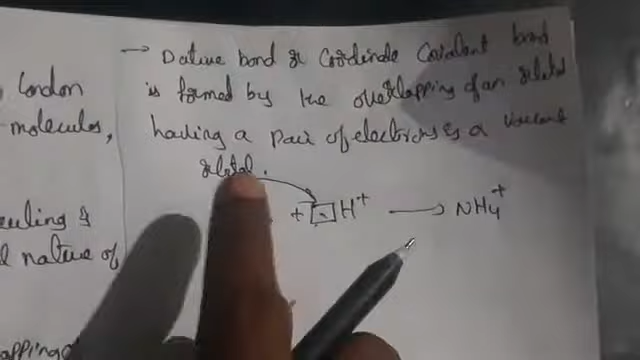 London
molecules,
→ Dative bond or Coordinate Covalent bond
is formed by the overlapping of an orbital
having a pair of electrons & a vacant
orbital.
+ H+ → NH4+
nature of